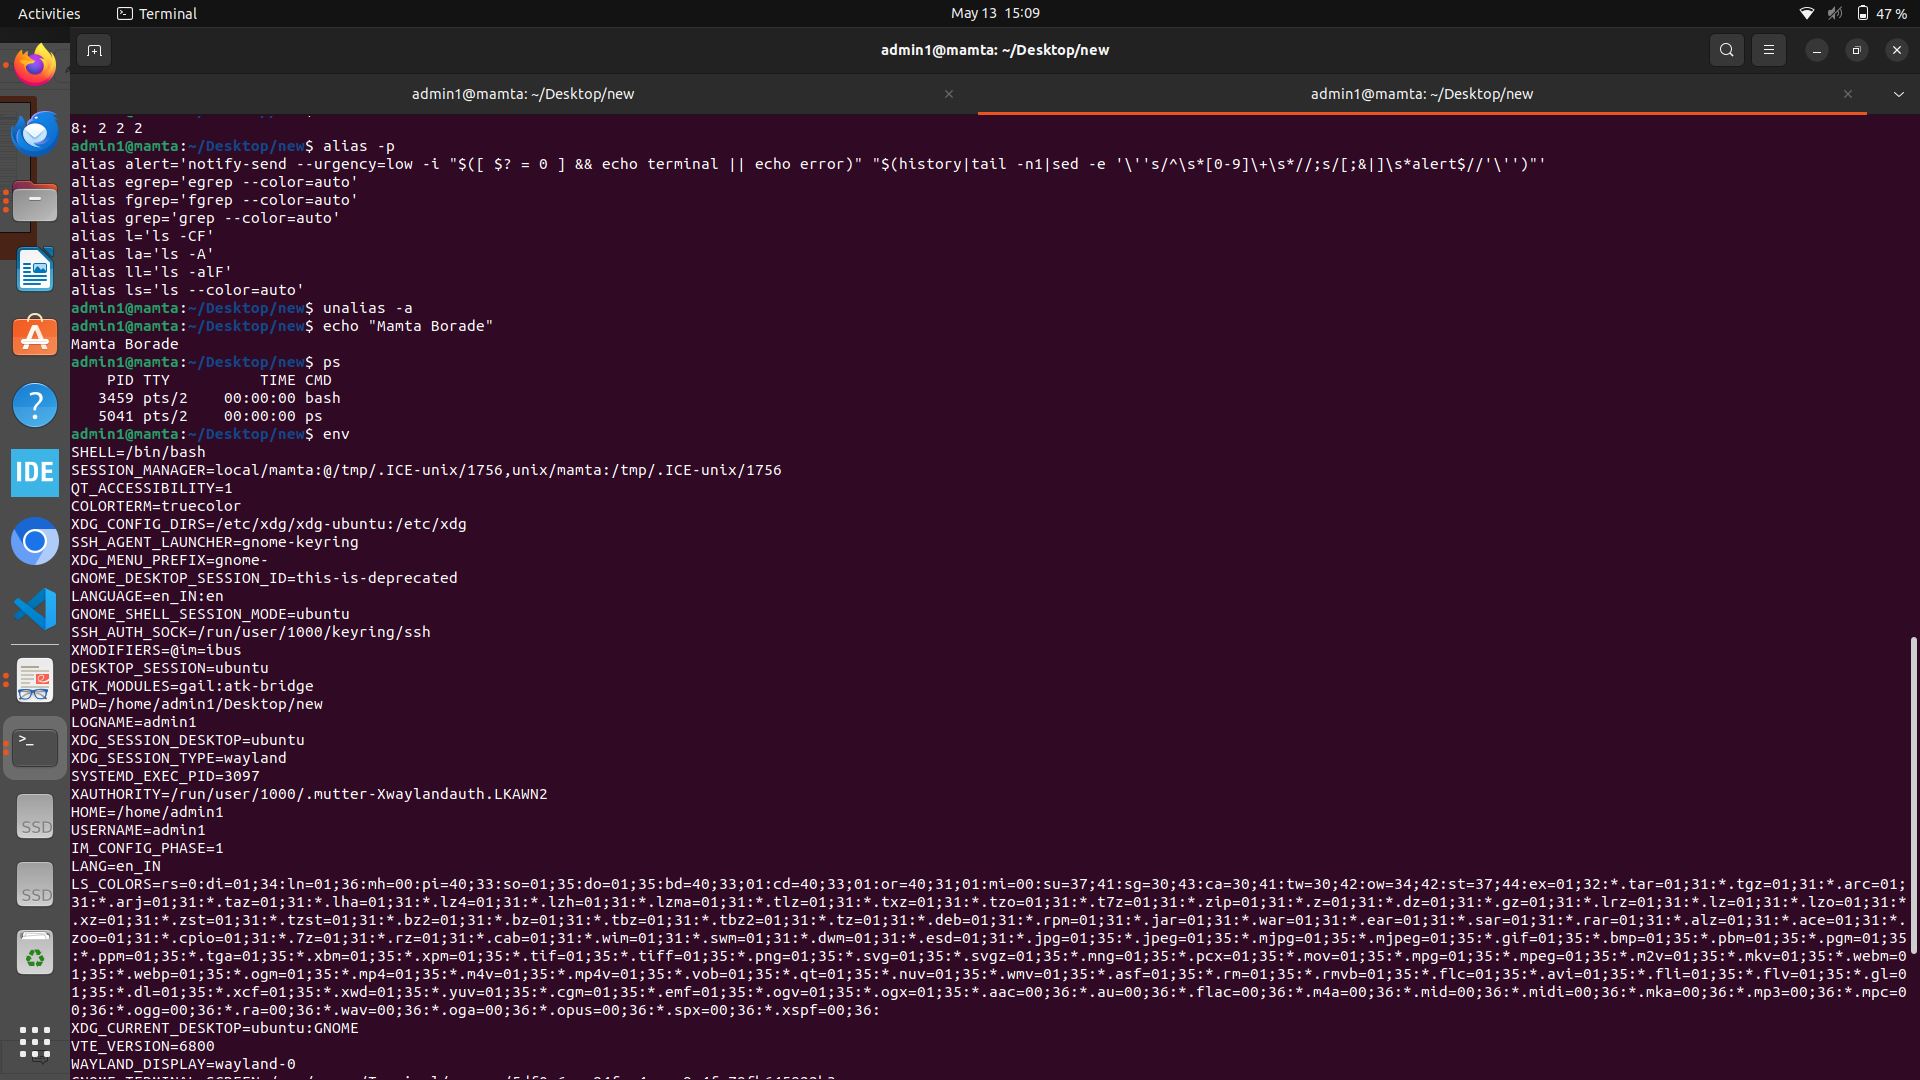 Activities
Terminal
May 13 15:09
47 %
admin1@mamta: ~/Desktop/new
admin1@mamta: ~/Desktop/new
admin1@mamta: ~/Desktop/new
8: 2 2 2
admin1@mamta:~/Desktop/new$ alias -p
alias alert='notify-send --urgency=low -i "$([ $? = 0 ] && echo terminal || echo error)" "$(history|tail -n1|sed -e '\''s/^\s*[0-9]\+\s*//;s/[;&|]\s*alert$//'\'')"'
alias egrep='egrep --color=auto'
alias fgrep='fgrep --color=auto'
alias grep='grep --color=auto'
alias l='ls -CF'
alias la='ls -A'
alias ll='ls -alF'
alias ls='ls --color=auto'
admin1@mamta:~/Desktop/new$ unalias -a
admin1@mamta:~/Desktop/new$ echo "Mamta Borade"
Mamta Borade
admin1@mamta:~/Desktop/new$ ps
PID TTY TIME CMD
3459 pts/2 00:00:00 bash
5041 pts/2 00:00:00 ps
admin1@mamta:~/Desktop/new$ env
SHELL=/bin/bash
SESSION_MANAGER=local/mamta:@/tmp/.ICE-unix/1756,unix/mamta:/tmp/.ICE-unix/1756
QT_ACCESSIBILITY=1
COLORTERM=truecolor
XDG_CONFIG_DIRS=/etc/xdg/xdg-ubuntu:/etc/xdg
SSH_AGENT_LAUNCHER=gnome-keyring
XDG_MENU_PREFIX=gnome-
GNOME_DESKTOP_SESSION_ID=this-is-deprecated
LANGUAGE=en_IN:en
GNOME_SHELL_SESSION_MODE=ubuntu
SSH_AUTH_SOCK=/run/user/1000/keyring/ssh
XMODIFIERS=@im=ibus
DESKTOP_SESSION=ubuntu
GTK_MODULES=gail:atk-bridge
PWD=/home/admin1/Desktop/new
LOGNAME=admin1
XDG_SESSION_DESKTOP=ubuntu
XDG_SESSION_TYPE=wayland
SYSTEMD_EXEC_PID=3097
XAUTHORITY=/run/user/1000/.mutter-Xwaylandauth.LKAWN2
HOME=/home/admin1
USERNAME=admin1
IM_CONFIG_PHASE=1
LANG=en_IN
LS_COLORS=rs=0:di=01;34:ln=01;36:mh=00:pi=40;33:so=01;35:do=01;35:bd=40;33;01:cd=40;33;01:or=40;31;01:mi=00:su=37;41:sg=30;43:ca=30;41:tw=30;42:ow=34;42:st=37;44:ex=01;32:*.tar=01;31:*.tgz=01;31:*.arc=01;
31:*.arj=01;31:*.taz=01;31:*.lha=01;31:*.lz4=01;31:*.lzh=01;31:*.lzma=01;31:*.tlz=01;31:*.txz=01;31:*.tzo=01;31:*.t7z=01;31:*.zip=01;31:*.z=01;31:*.dz=01;31:*.gz=01;31:*.lrz=01;31:*.lz=01;31:*.lzo=01;31:*
.xz=01;31:*.zst=01;31:*.tzst=01;31:*.bz2=01;31:*.bz=01;31:*.tbz=01;31:*.tbz2=01;31:*.tz=01;31:*.deb=01;31:*.rpm=01;31:*.jar=01;31:*.war=01;31:*.ear=01;31:*.sar=01;31:*.rar=01;31:*.alz=01;31:*.ace=01;31:*.
zoo=01;31:*.cpio=01;31:*.7z=01;31:*.rz=01;31:*.cab=01;31:*.wim=01;31:*.swm=01;31:*.dwm=01;31:*.esd=01;31:*.jpg=01;35:*.jpeg=01;35:*.mjpg=01;35:*.mjpeg=01;35:*.gif=01;35:*.bmp=01;35:*.pbm=01;35:*.pgm=01;35
:*.ppm=01;35:*.tga=01;35:*.xbm=01;35:*.xpm=01;35:*.tif=01;35:*.tiff=01;35:*.png=01;35:*.svg=01;35:*.svgz=01;35:*.mng=01;35:*.pcx=01;35:*.mov=01;35:*.mpg=01;35:*.mpeg=01;35:*.m2v=01;35:*.mkv=01;35:*.webm=0
1;35:*.webp=01;35:*.ogm=01;35:*.mp4=01;35:*.m4v=01;35:*.mp4v=01;35:*.vob=01;35:*.qt=01;35:*.nuv=01;35:*.wmv=01;35:*.asf=01;35:*.rm=01;35:*.rmvb=01;35:*.flc=01;35:*.avi=01;35:*.fli=01;35:*.flv=01;35:*.gl=0
1;35:*.dl=01;35:*.xcf=01;35:*.xwd=01;35:*.yuv=01;35:*.cgm=01;35:*.emf=01;35:*.ogv=01;35:*.ogx=01;35:*.aac=00;36:*.au=00;36:*.flac=00;36:*.m4a=00;36:*.mid=00;36:*.midi=00;36:*.mka=00;36:*.mp3=00;36:*.mpc=0
0;36:*.ogg=00;36:*.ra=00;36:*.wav=00;36:*.oga=00;36:*.opus=00;36:*.spx=00;36:*.xspf=00;36:
XDG_CURRENT_DESKTOP=ubuntu:GNOME
VTE_VERSION=6800
WAYLAND_DISPLAY=wayland-0
IDE
SSD
SSD